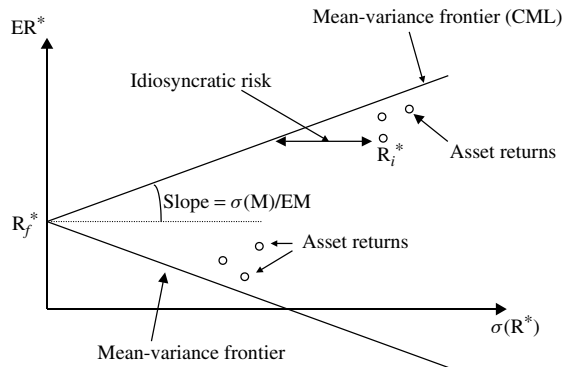 ER*
Mean-variance frontier (CML)
Idiosyncratic risk
R_i^*
Asset returns
Slope = σ(M)/EM
R_f^*
Asset returns
σ(R*)
Mean-variance frontier